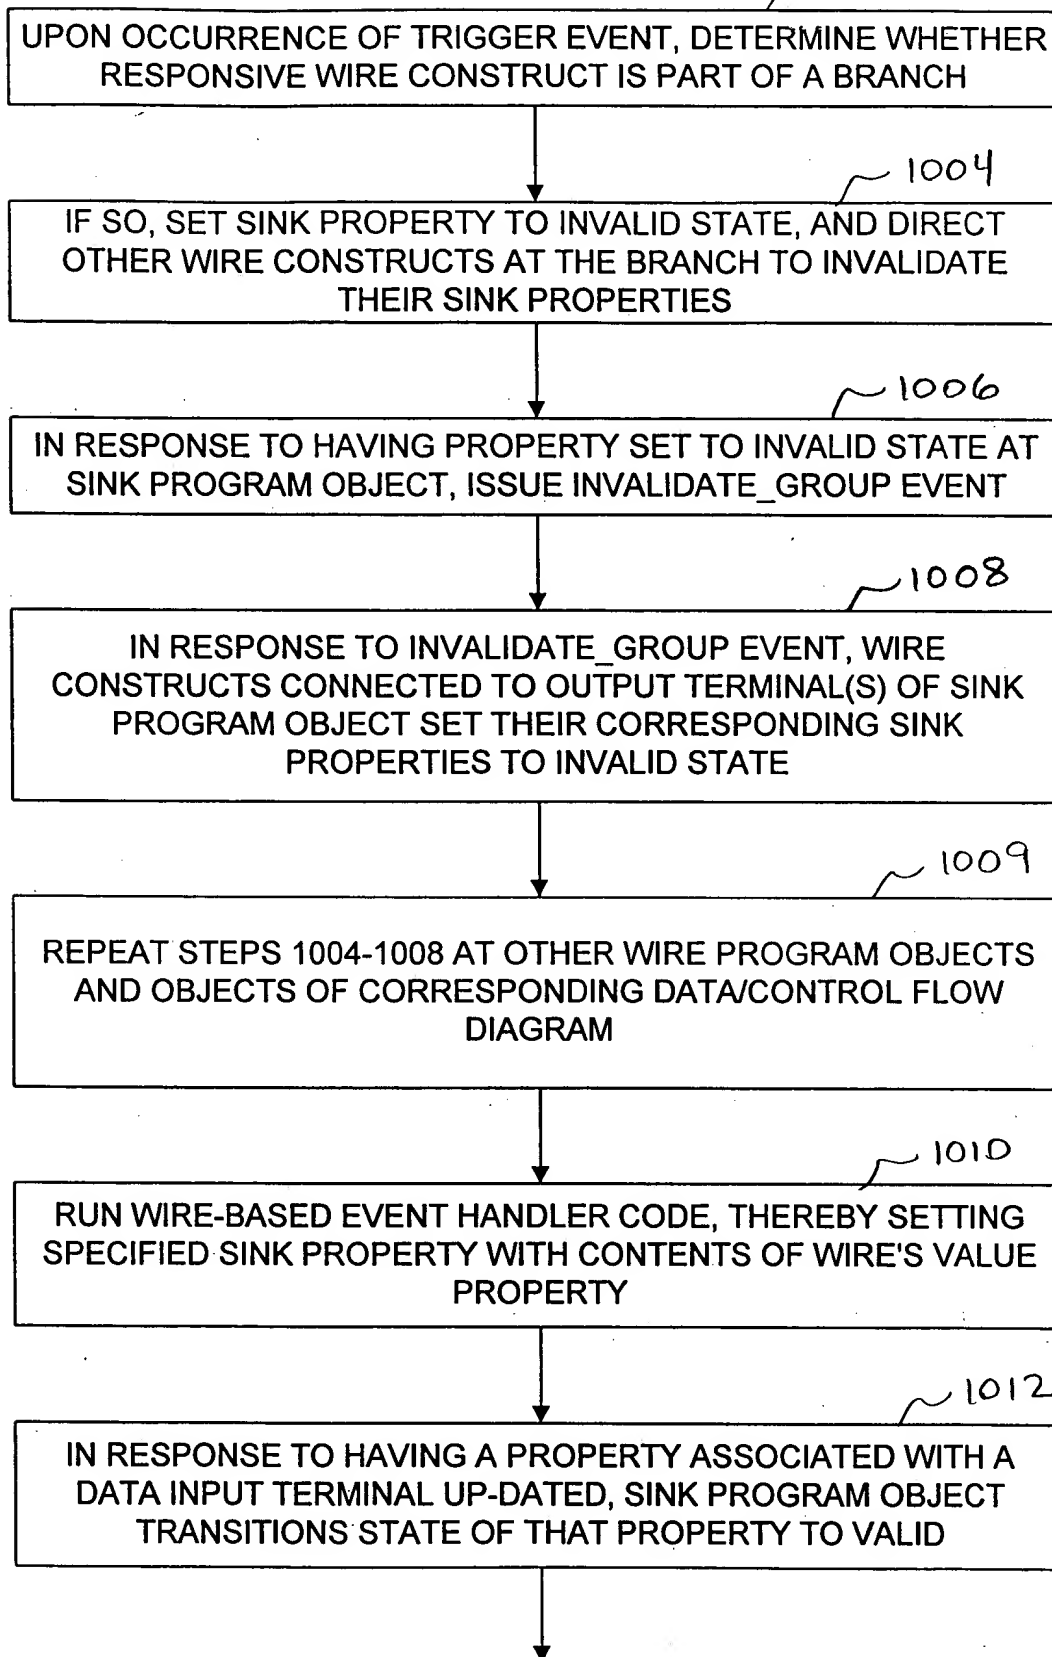 UPON OCCURRENCE OF TRIGGER EVENT, DETERMINE WHETHER
RESPONSIVE WIRE CONSTRUCT IS PART OF A BRANCH
1004
IF SO, SET SINK PROPERTY TO INVALID STATE, AND DIRECT
OTHER WIRE CONSTRUCTS AT THE BRANCH TO INVALIDATE
THEIR SINK PROPERTIES
1006
IN RESPONSE TO HAVING PROPERTY SET TO INVALID STATE AT
SINK PROGRAM OBJECT, ISSUE INVALIDATE_GROUP EVENT
1008
IN RESPONSE TO INVALIDATE_GROUP EVENT, WIRE
CONSTRUCTS CONNECTED TO OUTPUT TERMINAL(S) OF SINK
PROGRAM OBJECT SET THEIR CORRESPONDING SINK
PROPERTIES TO INVALID STATE
1009
REPEAT STEPS 1004-1008 AT OTHER WIRE PROGRAM OBJECTS
AND OBJECTS OF CORRESPONDING DATA/CONTROL FLOW
DIAGRAM
1010
RUN WIRE-BASED EVENT HANDLER CODE, THEREBY SETTING
SPECIFIED SINK PROPERTY WITH CONTENTS OF WIRE'S VALUE
PROPERTY
1012
IN RESPONSE TO HAVING A PROPERTY ASSOCIATED WITH A
DATA INPUT TERMINAL UP-DATED, SINK PROGRAM OBJECT
TRANSITIONS STATE OF THAT PROPERTY TO VALID